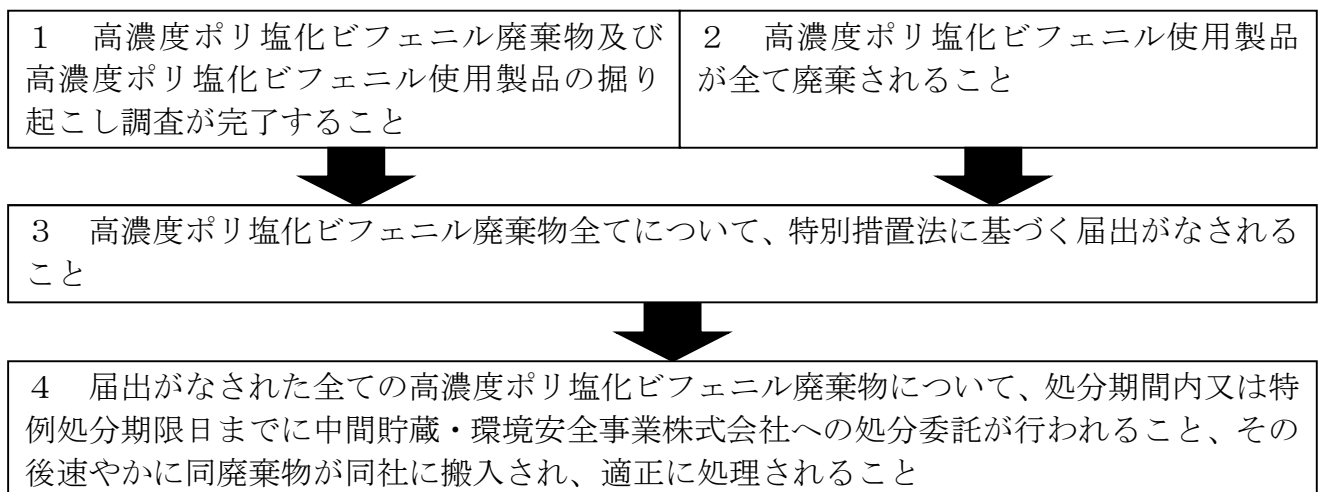 １　高濃度ポリ塩化ビフェニル廃棄物及び
高濃度ポリ塩化ビフェニル使用製品の掘り
起こし調査が完了すること
２　高濃度ポリ塩化ビフェニル使用製品
が全て廃棄されること
３　高濃度ポリ塩化ビフェニル廃棄物全てについて、特別措置法に基づく届出がなされる
こと
４　届出がなされた全ての高濃度ポリ塩化ビフェニル廃棄物について、処分期間内又は特
例処分期限日までに中間貯蔵・環境安全事業株式会社への処分委託が行われること、その
後速やかに同廃棄物が同社に搬入され、適正に処理されること